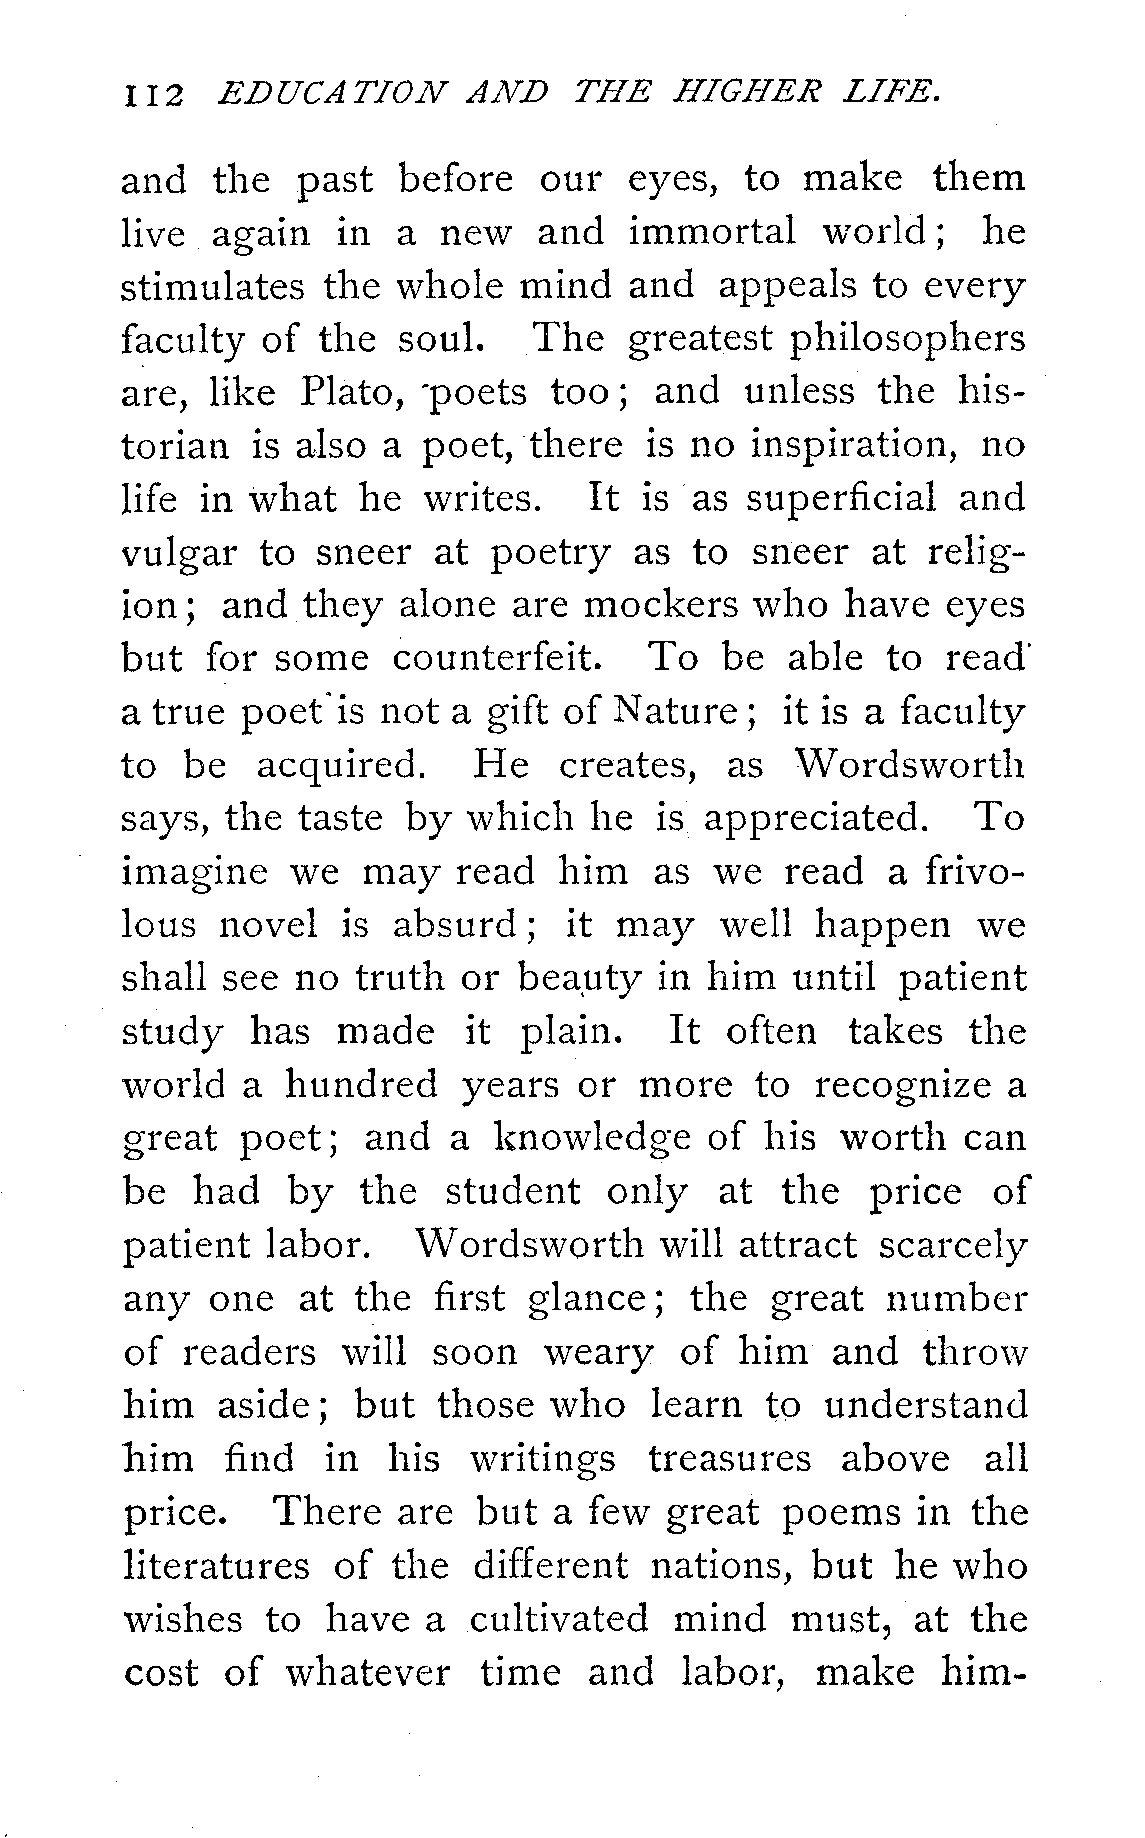 112 EDUCATION AND THE HIGHER LIFE.
and the past before our eyes, to make them
live again in a new and immortal world; he
stimulates the whole mind and appeals to every
faculty of the soul. The greatest philosophers
are, like Plato, poets too; and unless the his-
torian is also a poet, there is no inspiration, no
life in what he writes. It is as superficial and
vulgar to sneer at poetry as to sneer at relig-
ion; and they alone are mockers who have eyes
but for some counterfeit. To be able to read
a true poet is not a gift of Nature; it is a faculty
to be acquired. He creates, as Wordsworth
says, the taste by which he is appreciated. To
imagine we may read him as we read a frivo-
lous novel is absurd; it may well happen we
shall see no truth or beauty in him until patient
study has made it plain. It often takes the
world a hundred years or more to recognize a
great poet; and a knowledge of his worth can
be had by the student only at the price of
patient labor. Wordsworth will attract scarcely
any one at the first glance; the great number
of readers will soon weary of him and throw
him aside; but those who learn to understand
him find in his writings treasures above all
price. There are but a few great poems in the
literatures of the different nations, but he who
wishes to have a cultivated mind must, at the
cost of whatever time and labor, make him-